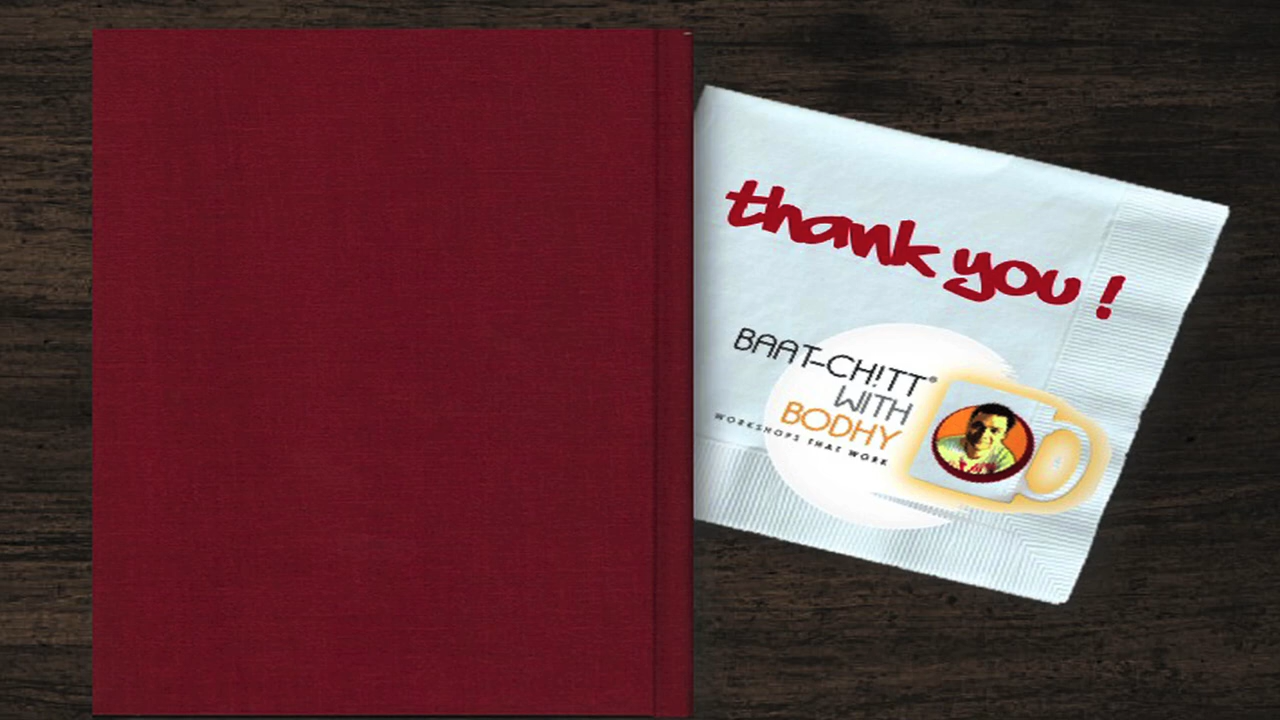 thank you !
BAAT-CH!TT®
WITH
BODHY
WORKSHOPS THAT WORK